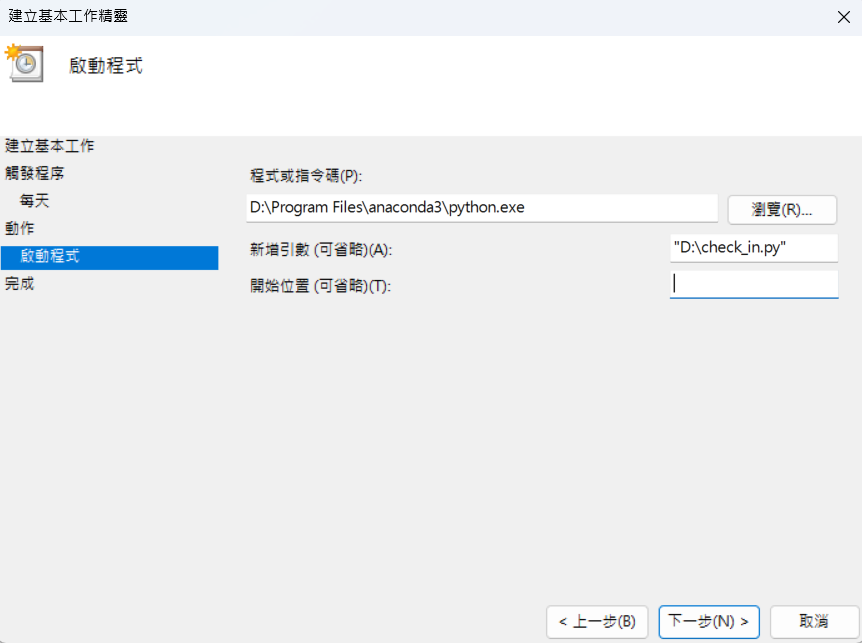 建立基本工作精靈
啟動程式
建立基本工作
觸發程序
每天
動作
啟動程式
完成
程式或指令碼(P):
D:\Program Files\anaconda3\python.exe
瀏覽(R)...
新增引數 (可省略)(A):
"D:\check_in.py"
開始位置 (可省略)(T):
< 上一步(B)
下一步(N) >
取消